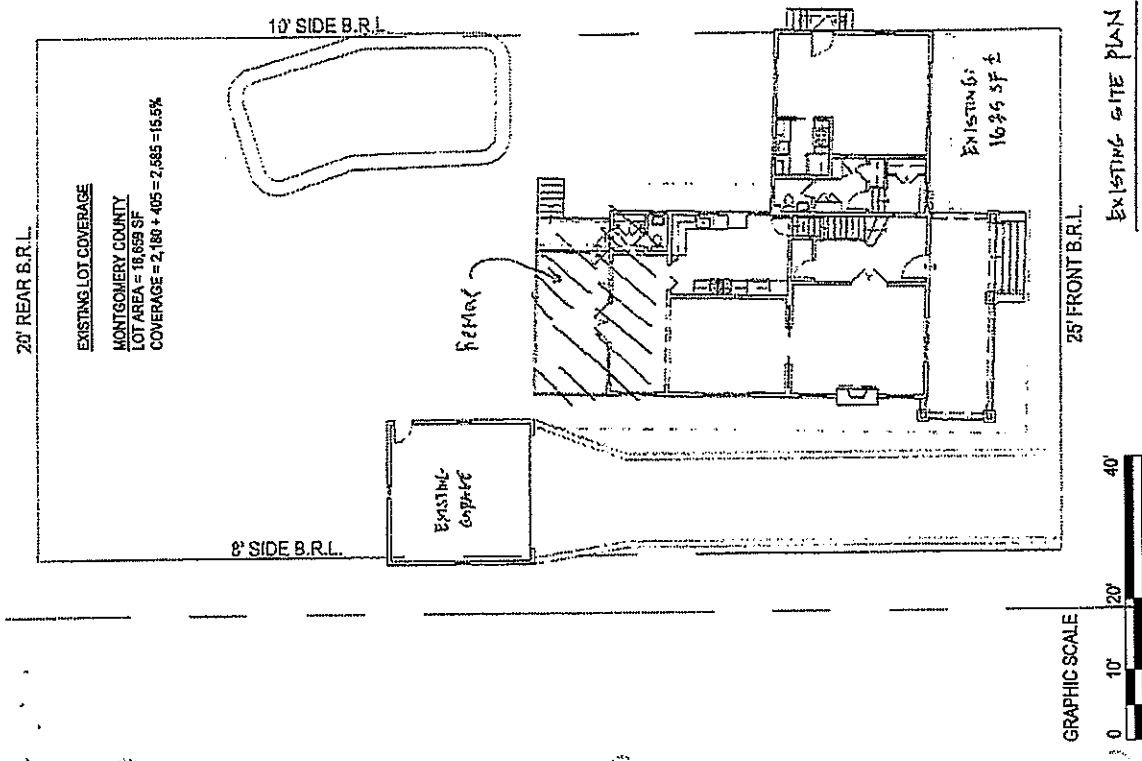 10' SIDE B.R.L.
20' REAR B.R.L.
EXISTING LOT COVERAGE
MONTGOMERY COUNTY
LOT AREA = 16,659 SF
COVERAGE = 2,180 + 405 = 2,585 = 15.5%
EXISTING:
SF ±
REMOVE
EXISTING
GARAGE
8' SIDE B.R.L.
25' FRONT B.R.L.
EXISTING SITE PLAN
GRAPHIC SCALE
0 10' 20' 40'